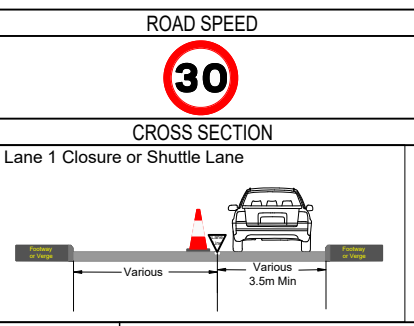 ROAD SPEED
30
CROSS SECTION
Lane 1 Closure or Shuttle Lane
Footway
or Verge
Footway
or Verge
Various
Various
3.5m Min